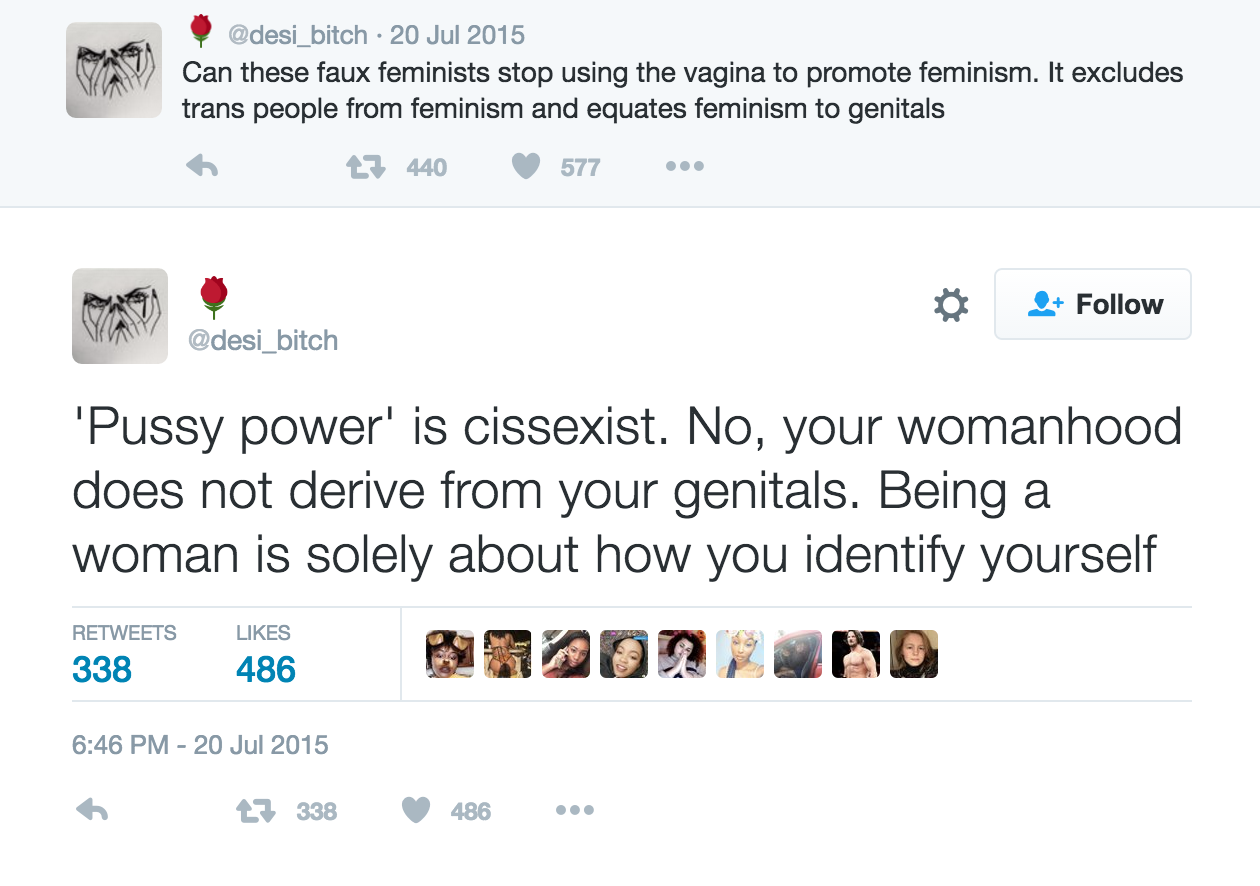 @desi_bitch · 20 Jul 2015
Can these faux feminists stop using the vagina to promote feminism. It excludes
trans people from feminism and equates feminism to genitals
440 577
@desi_bitch
Follow
'Pussy power' is cissexist. No, your womanhood
does not derive from your genitals. Being a
woman is solely about how you identify yourself
RETWEETS LIKES
338 486
6:46 PM - 20 Jul 2015
338 486